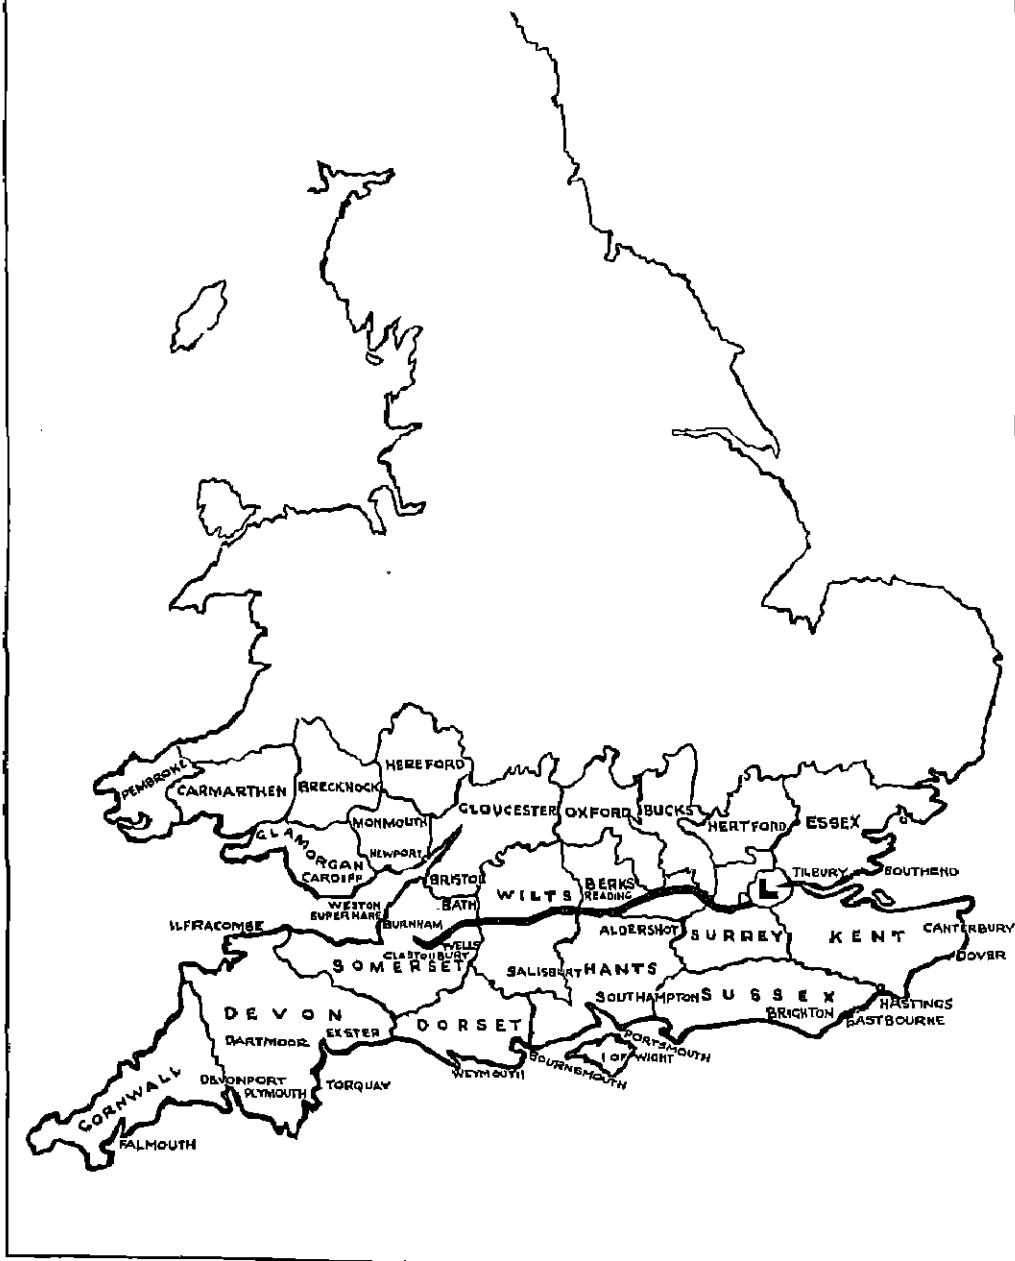 HEREFORD
PEMBROKE
CARMARTHEN
BRECKNOCK
GLOUCESTER
OXFORD
BUCKS
HERTFORD
ESSEX
MONMOUTH
GLAMORGAN
NEWPORT
CARDIFF
BRISTOL
BATH
WILTS
BERKS
READING
L
TILBURY
SOUTHEND
WESTON
SUPER MARE
BURNHAM
ILFRACOMBE
WELLS
GLASTONBURY
SOMERSET
SALISBURY
HANTS
ALDERSHOT
SURREY
KENT
CANTERBURY
DOVER
SOUTHAMPTON
SUSSEX
BRIGHTON
HASTINGS
EASTBOURNE
DEVON
DARTMOOR
EXSTER
DORSET
PORTSMOUTH
I OF WIGHT
BOURNEMOUTH
WEYMOUTH
CORNWALL
DEVONPORT
PLYMOUTH
TORQUAY
FALMOUTH